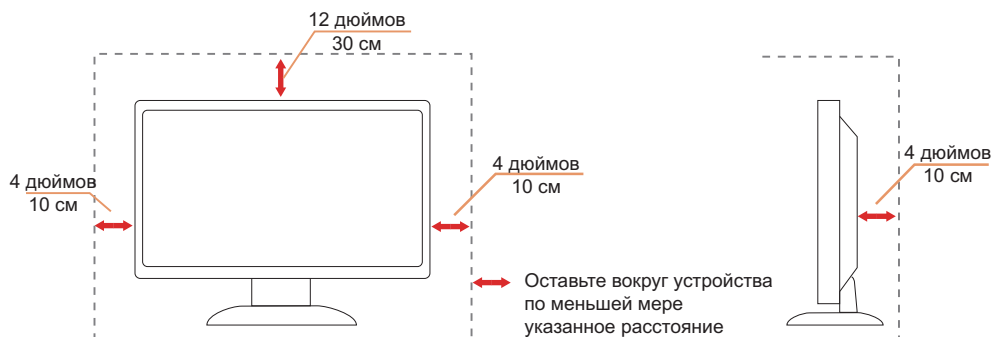 12 дюймов
30 см
4 дюймов
10 см
4 дюймов
10 см
4 дюймов
10 см
Оставьте вокруг устройства
по меньшей мере
указанное расстояние